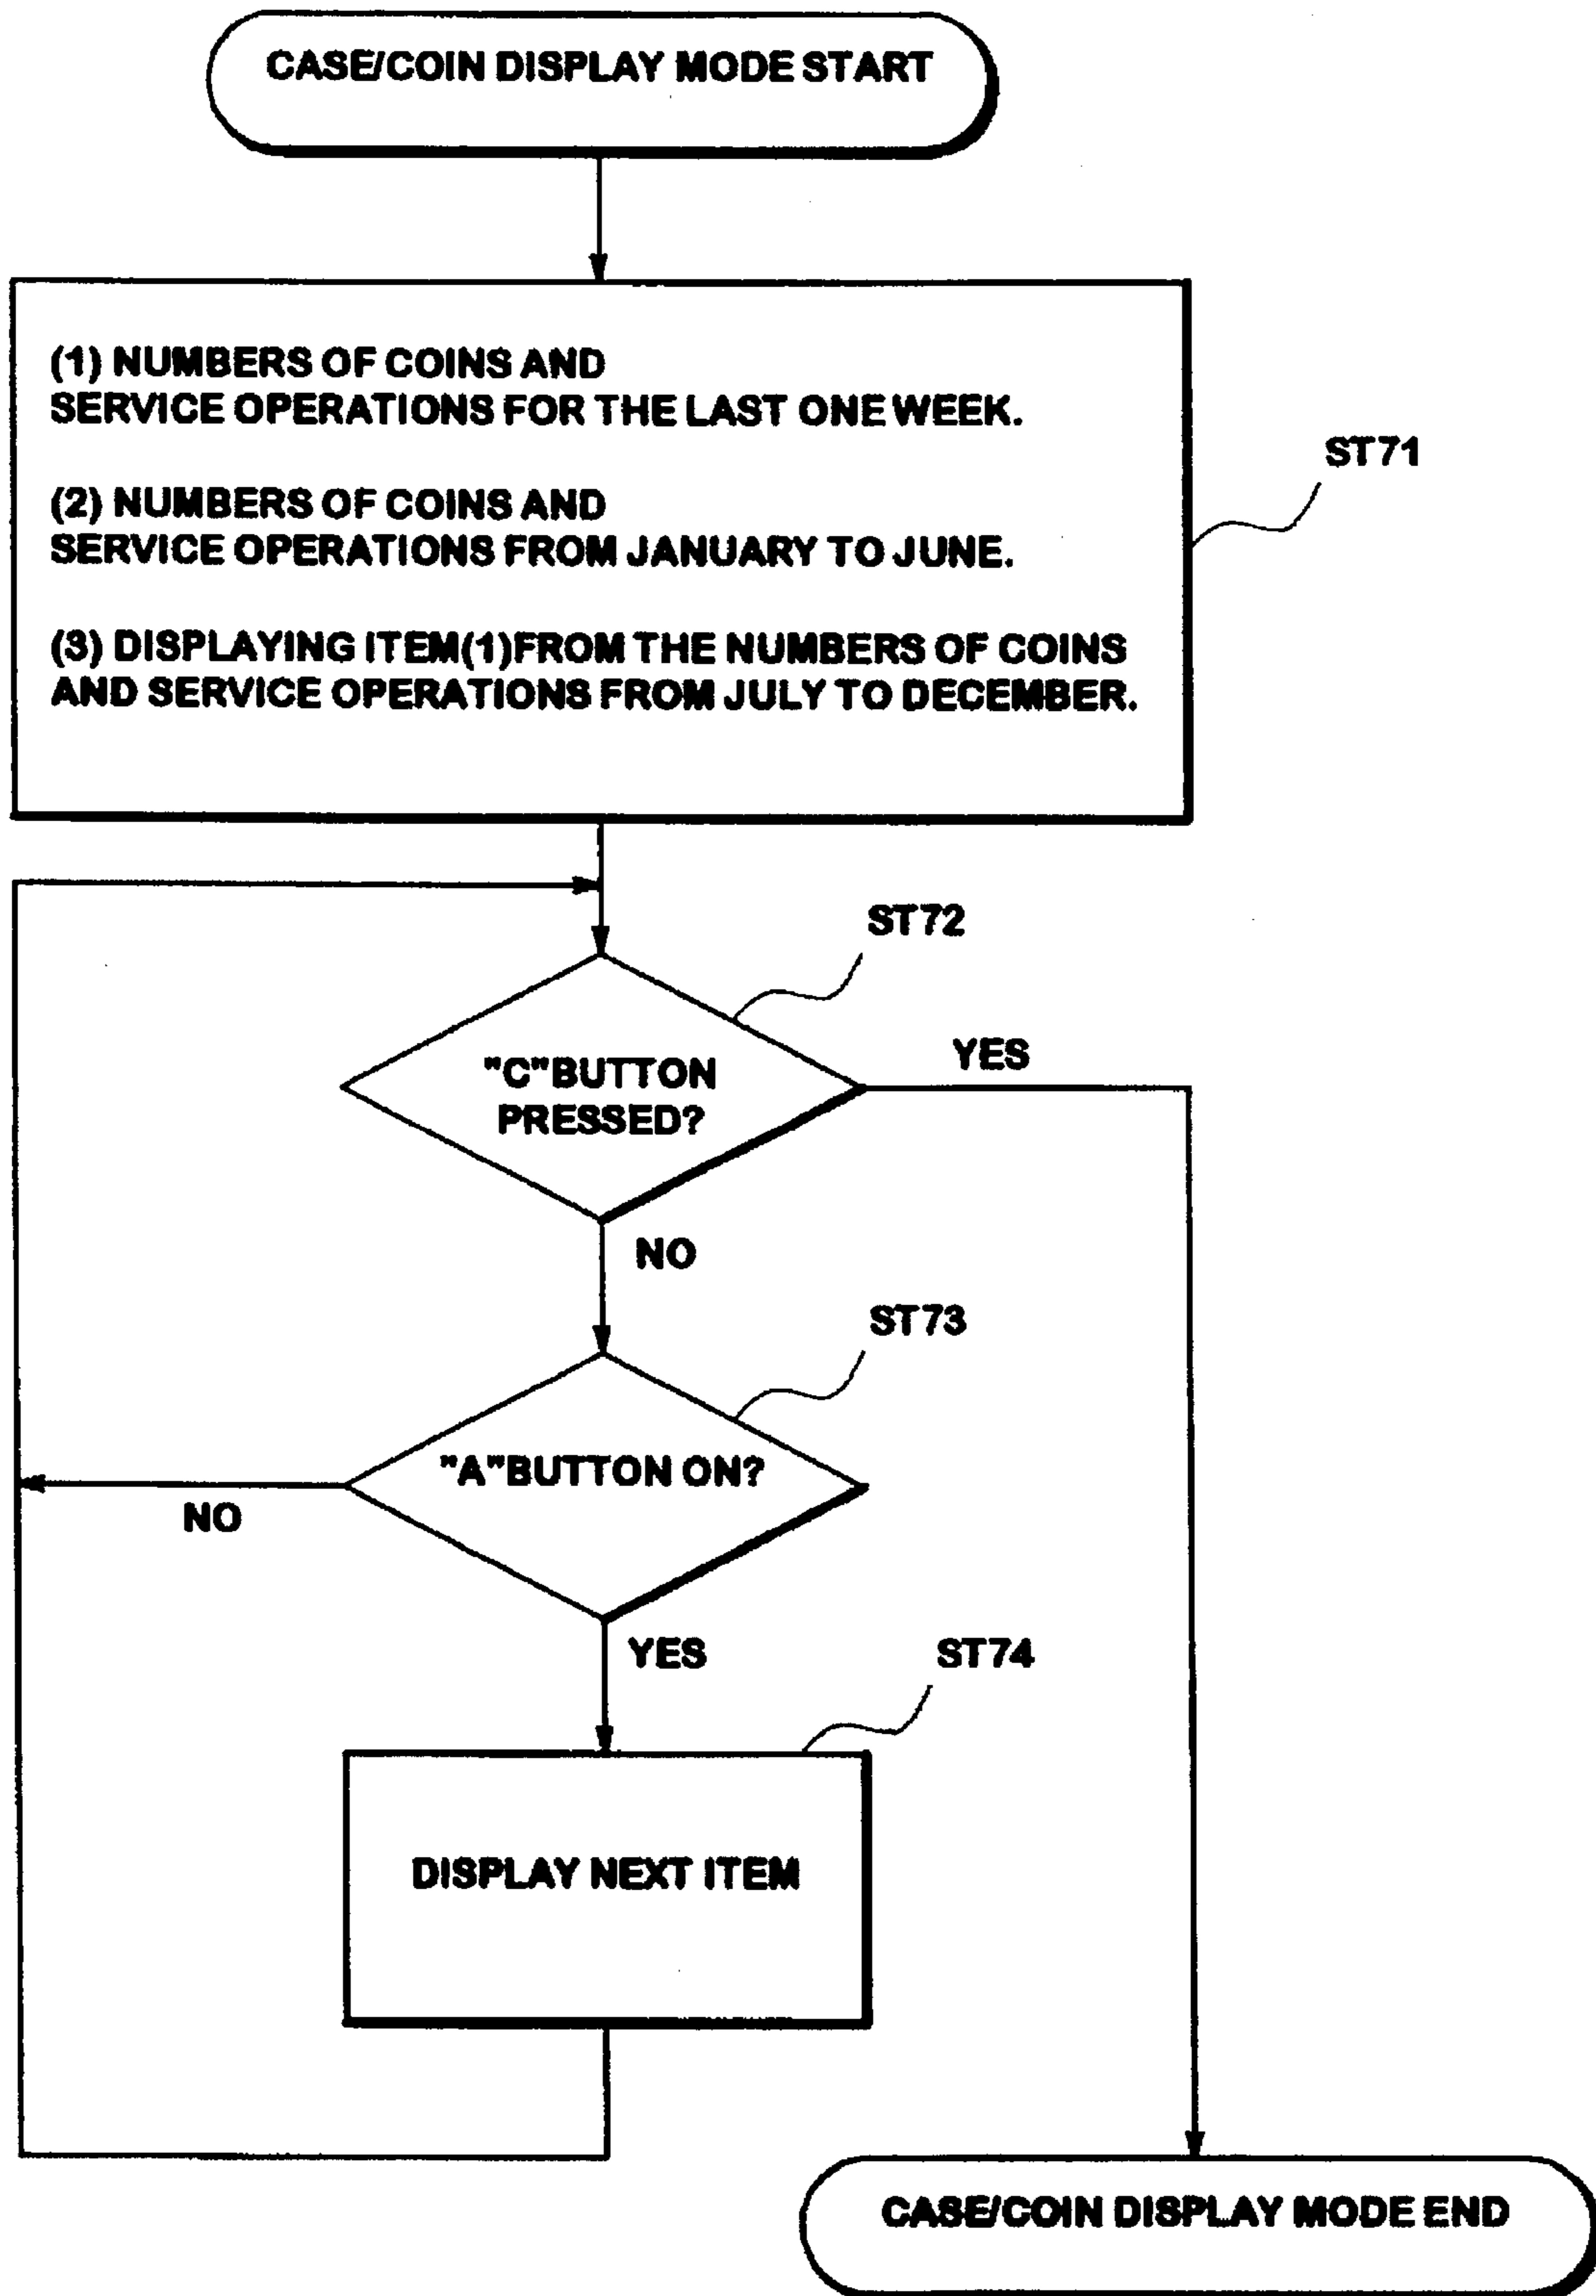 CASE/COIN DISPLAY MODE START
(1) NUMBERS OF COINS AND
SERVICE OPERATIONS FOR THE LAST ONE WEEK.
(2) NUMBERS OF COINS AND
SERVICE OPERATIONS FROM JANUARY TO JUNE.
(3) DISPLAYING ITEM(1)FROM THE NUMBERS OF COINS
AND SERVICE OPERATIONS FROM JULY TO DECEMBER.
ST71
ST72
"C"BUTTON
PRESSED?
YES
NO
ST73
"A"BUTTON ON?
NO
YES
ST74
DISPLAY NEXT ITEM
CASE/COIN DISPLAY MODE END